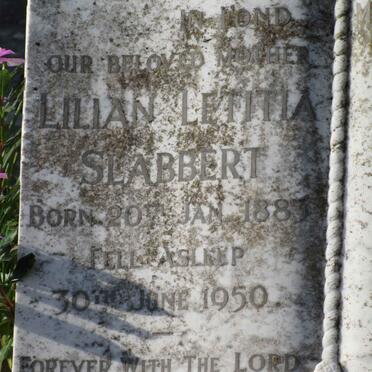 IN FOND
OUR BELOVED MOTHER
LILIAN LETITIA
SLABBERT
BORN 20TH JAN. 1883
FELL ASLEEP
30TH JUNE 1950.
FOREVER WITH THE LORD